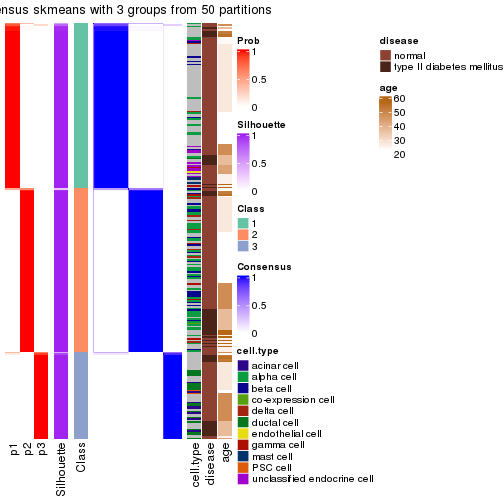 ensus skmeans with 3 groups from 50 partitions
Prob
1
0.5
0
Silhouette
1
0.5
0
Class
1
2
3
Consensus
1
0.5
0
cell.type
acinar cell
alpha cell
beta cell
co-expression cell
delta cell
ductal cell
endothelial cell
gamma cell
mast cell
PSC cell
unclassified endocrine cell
disease
normal
type II diabetes mellitus
age
60
50
40
30
20
p1
p2
p3
Silhouette
Class
cell.type
disease
age